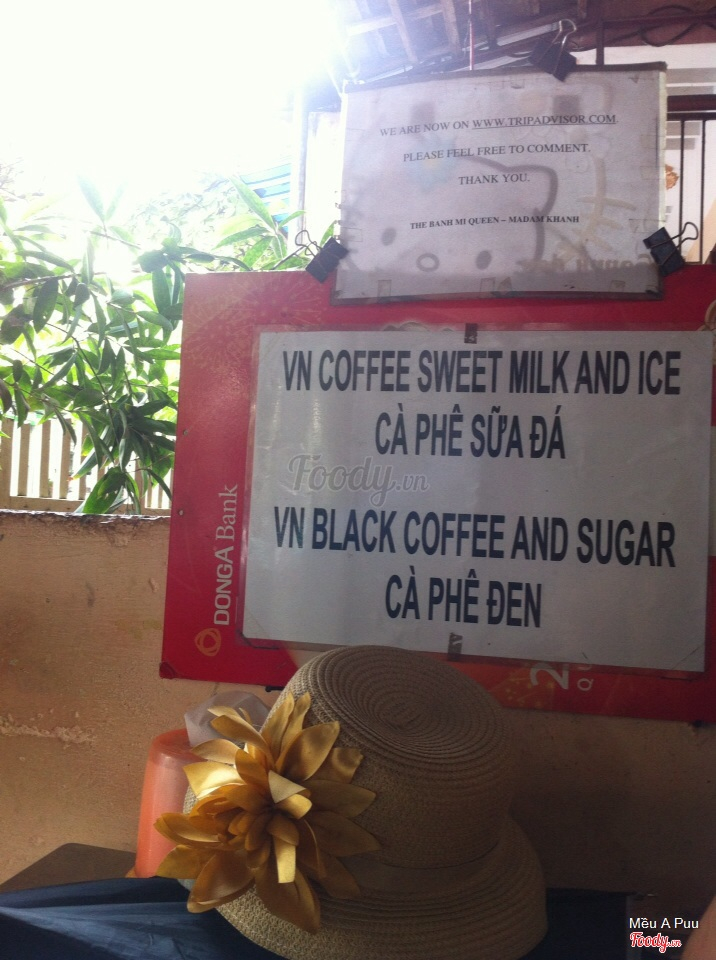 WE ARE NOW ON WWW.TRIPADVISOR.COM.
PLEASE FEEL FREE TO COMMENT.
THANK YOU.
THE BANH MI QUEEN – MADAM KHANH
VN COFFEE SWEET MILK AND ICE
CÀ PHÊ SỮA ĐÁ
Foody.vn
VN BLACK COFFEE AND SUGAR
CÀ PHÊ ĐEN
DONGA Bank
Mều A Puu
Foody.vn